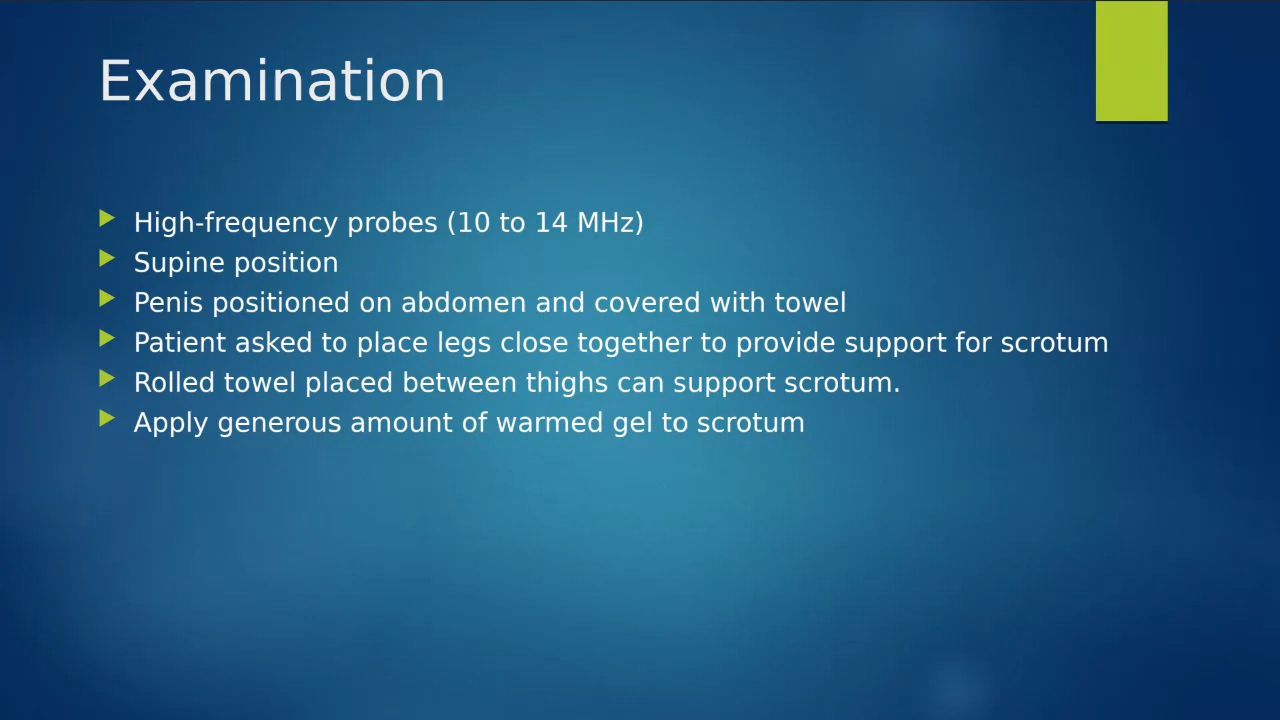 Examination
High-frequency probes (10 to 14 MHz)
Supine position
Penis positioned on abdomen and covered with towel
Patient asked to place legs close together to provide support for scrotum
Rolled towel placed between thighs can support scrotum.
Apply generous amount of warmed gel to scrotum